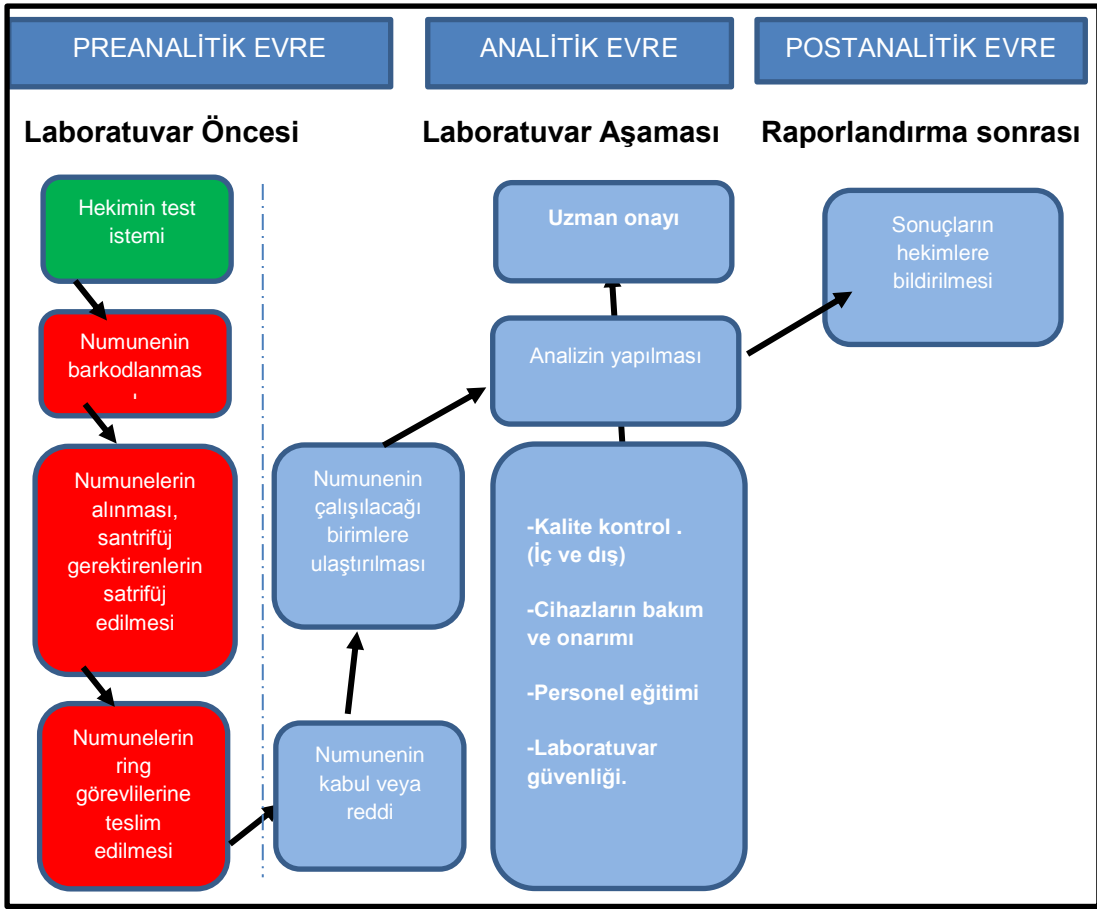 PREANALİTİK EVRE
ANALİTİK EVRE
POSTANALİTİK EVRE
Laboratuvar Öncesi
Laboratuvar Aşaması
Raporlandırma sonrası
Hekimin test
istemi
Numunenin
barkodlanmas
Numunelerin
alınması,
santrifüj
gerektirenlerin
satrifüj
edilmesi
Numunelerin
ring
görevlilerine
teslim
edilmesi
Numunenin
çalışılacağı
birimlere
ulaştırılması
Numunenin
kabul veya
reddi
Uzman onayı
Analizin yapılması
-Kalite kontrol .
(İç ve dış)
-Cihazların bakım
ve onarımı
-Personel eğitimi
-Laboratuvar
güvenliği.
Sonuçların
hekimlere
bildirilmesi